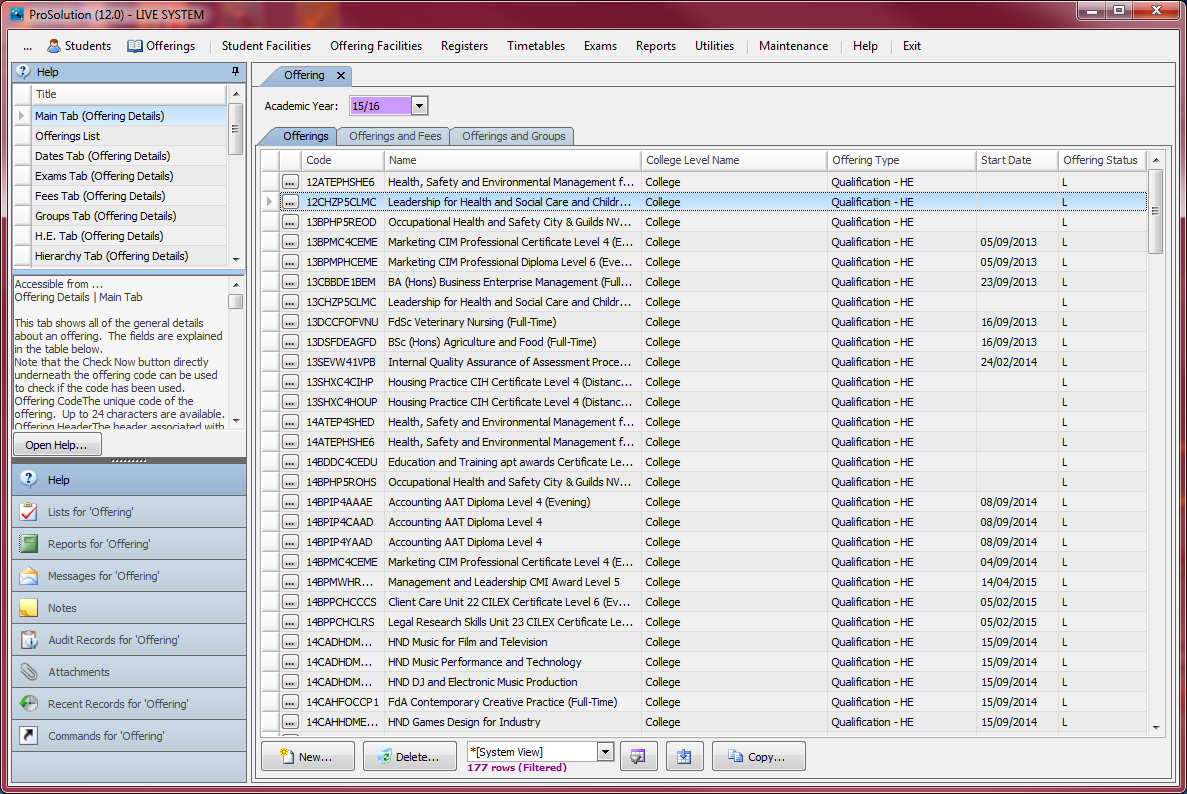 ProSolution (12.0) - LIVE SYSTEM
... Students Offerings Student Facilities Offering Facilities Registers Timetables Exams Reports Utilities Maintenance Help Exit
Help
Title
Main Tab (Offering Details)
Offerings List
Dates Tab (Offering Details)
Exams Tab (Offering Details)
Fees Tab (Offering Details)
Groups Tab (Offering Details)
H.E. Tab (Offering Details)
Hierarchy Tab (Offering Details)
Accessible from ...
Offering Details | Main Tab
This tab shows all of the general details
about an offering. The fields are explained
in the table below.
Note that the Check Now button directly
underneath the offering code can be used
to check if the code has been used.
Offering CodeThe unique code of the
offering. Up to 24 characters are available.
Offering HeaderThe header associated with
Open Help...
Help
Lists for 'Offering'
Reports for 'Offering'
Messages for 'Offering'
Notes
Audit Records for 'Offering'
Attachments
Recent Records for 'Offering'
Commands for 'Offering'
Offering
Academic Year: 15/16
Offerings Offerings and Fees Offerings and Groups
Code Name College Level Name Offering Type Start Date Offering Status
... 12ATEPHSHE6 Health, Safety and Environmental Management f... College Qualification - HE L
... 12CHZP5CLMC Leadership for Health and Social Care and Childr... College Qualification - HE L
... 13BPHP5REOD Occupational Health and Safety City & Guilds NV... College Qualification - HE L
... 13BPMC4CEME Marketing CIM Professional Certificate Level 4 (E... College Qualification - HE 05/09/2013 L
... 13BPMPHCEME Marketing CIM Professional Diploma Level 6 (Eve... College Qualification - HE 05/09/2013 L
... 13CBBDE1BEM BA (Hons) Business Enterprise Management (Full... College Qualification - HE 23/09/2013 L
... 13CHZP5CLMC Leadership for Health and Social Care and Childr... College Qualification - HE L
... 13DCCFOFVNU FdSc Veterinary Nursing (Full-Time) College Qualification - HE 16/09/2013 L
... 13DSFDEAGFD BSc (Hons) Agriculture and Food (Full-Time) College Qualification - HE 16/09/2013 L
... 13SEVW41VPB Internal Quality Assurance of Assessment Proce... College Qualification - HE 24/02/2014 L
... 13SHXC4CIHP Housing Practice CIH Certificate Level 4 (Distanc... College Qualification - HE L
... 13SHXC4HOUP Housing Practice CIH Certificate Level 4 (Distanc... College Qualification - HE L
... 14ATEP4SHED Health, Safety and Environmental Management f... College Qualification - HE L
... 14ATEPHSHE6 Health, Safety and Environmental Management f... College Qualification - HE L
... 14BDDC4CEDU Education and Training apt awards Certificate Le... College Qualification - HE L
... 14BPHP5ROHS Occupational Health and Safety City & Guilds NV... College Qualification - HE L
... 14BPIP4AAAE Accounting AAT Diploma Level 4 (Evening) College Qualification - HE 08/09/2014 L
... 14BPIP4CAAD Accounting AAT Diploma Level 4 College Qualification - HE 08/09/2014 L
... 14BPIP4YAAD Accounting AAT Diploma Level 4 College Qualification - HE 08/09/2014 L
... 14BPMC4CEME Marketing CIM Professional Certificate Level 4 (E... College Qualification - HE 04/09/2014 L
... 14BPMWHR... Management and Leadership CMI Award Level 5 College Qualification - HE 14/04/2015 L
... 14BPPCHCCCS Client Care Unit 22 CILEX Certificate Level 6 (Ev... College Qualification - HE 05/02/2015 L
... 14BPPCHCLRS Legal Research Skills Unit 23 CILEX Certificate Le... College Qualification - HE 05/02/2015 L
... 14CADHDM... HND Music for Film and Television College Qualification - HE 15/09/2014 L
... 14CADHDM... HND Music Performance and Technology College Qualification - HE 15/09/2014 L
... 14CADHDM... HND DJ and Electronic Music Production College Qualification - HE 15/09/2014 L
... 14CAHFOCCP1 FdA Contemporary Creative Practice (Full-Time) College Qualification - HE 15/09/2014 L
... 14CAHHDME... HND Games Design for Industry College Qualification - HE 15/09/2014 L
New... Delete... *[System View] Copy...
177 rows (Filtered)